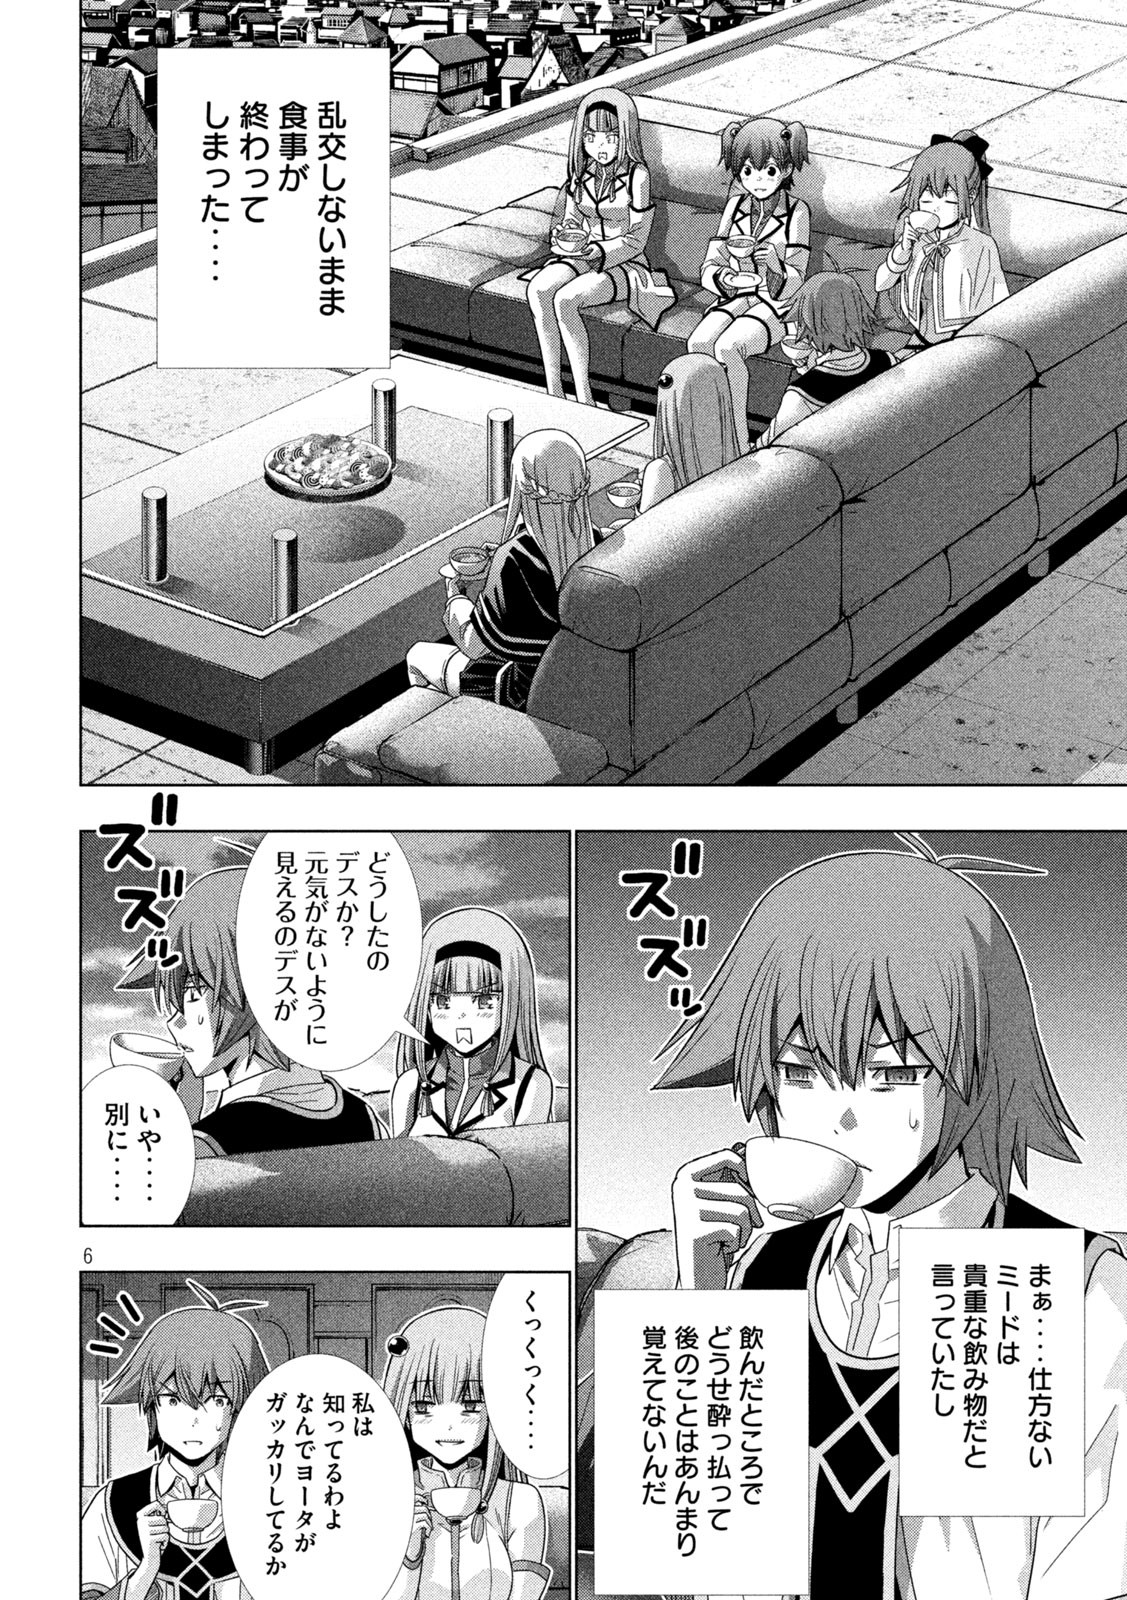 乱交しないまま
食事が
終わって
しまった‥‥
ズズズッ
まぁ‥‥仕方ない
ミードは
貴重な飲み物だと
言っていたし
飲んだところで
どうせ酔っ払って
後のことはあんまり
覚えてないんだ
ズズズ
どうしたの
デスか?
元気がないように
見えるのデスが
いや‥‥
別に‥‥
くっくっく‥‥
私は
知ってるわよ
なんでヨータが
ガッカリしてるか
6